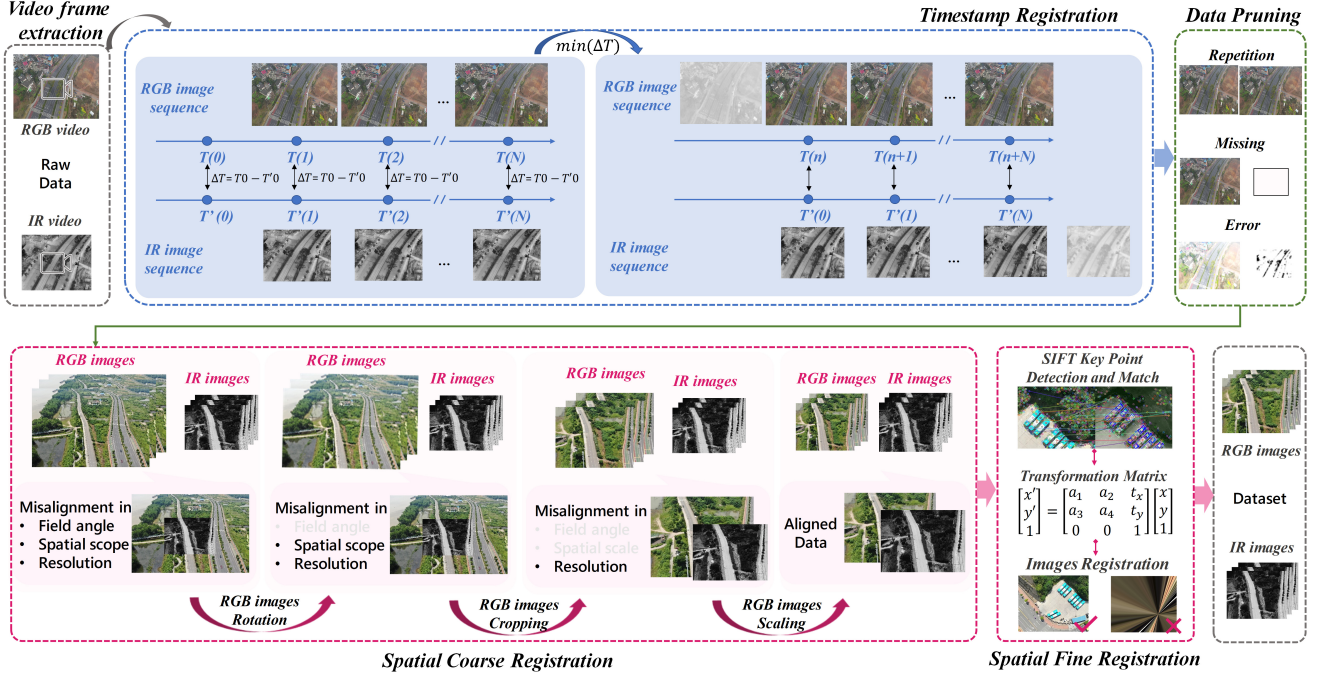 Video frame
extraction
RGB video
Raw
Data
IR video
Timestamp Registration
min(ΔT)
RGB image
sequence
...
//
T(0) T(1) T(2) T(N)
ΔT= T0 − T′0 ΔT= T0 − T′0 ΔT= T0 − T′0 ΔT= T0 − T′0
//
T'(0) T'(1) T'(2) T'(N)
IR image
sequence
...
RGB image
sequence
...
//
T(n) T(n+1) T(n+N)
//
T'(0) T'(1) T'(N)
IR image
sequence
...
Data Pruning
Repetition
Missing
Error
RGB images
IR images
Misalignment in
• Field angle
• Spatial scope
• Resolution
RGB images
Rotation
RGB images
IR images
Misalignment in
• Field angle
• Spatial scope
• Resolution
RGB images
Cropping
RGB images
IR images
Misalignment in
• Field angle
• Spatial scale
• Resolution
RGB images
Scaling
RGB images
IR images
Aligned
Data
Spatial Coarse Registration
SIFT Key Point
Detection and Match
Transformation Matrix
[x′] [a₁ a₂ tₓ] [x]
[y′] = [a₃ a₄ t_y] [y]
[1] [0 0 1] [1]
Images Registration
Spatial Fine Registration
RGB images
Dataset
IR images